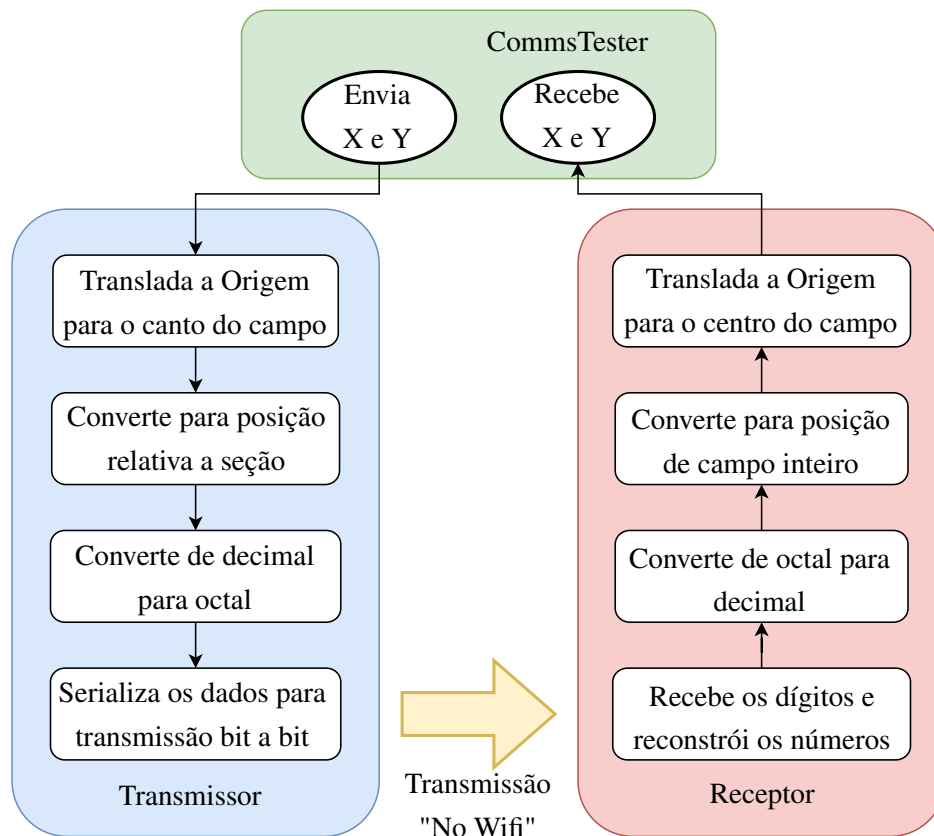 CommsTester
Envia
X e Y
Recebe
X e Y
Translada a Origem
para o canto do campo
Converte para posição
relativa a seção
Converte de decimal
para octal
Serializa os dados para
transmissão bit a bit
Transmissor
Transmissão
"No Wifi"
Translada a Origem
para o centro do campo
Converte para posição
de campo inteiro
Converte de octal para
decimal
Recebe os dígitos e
reconstrói os números
Receptor